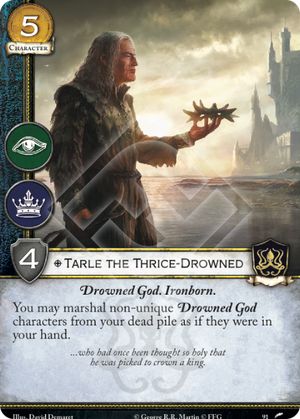 5
Character
4
Tarle the Thrice-Drowned
Drowned God. Ironborn.
You may marshal non-unique Drowned God
characters from your dead pile as if they were in
your hand.
...who had once been thought so holy that
he was picked to crown a king.
Illus. David Demaret
© George R.R. Martin © FFG
91